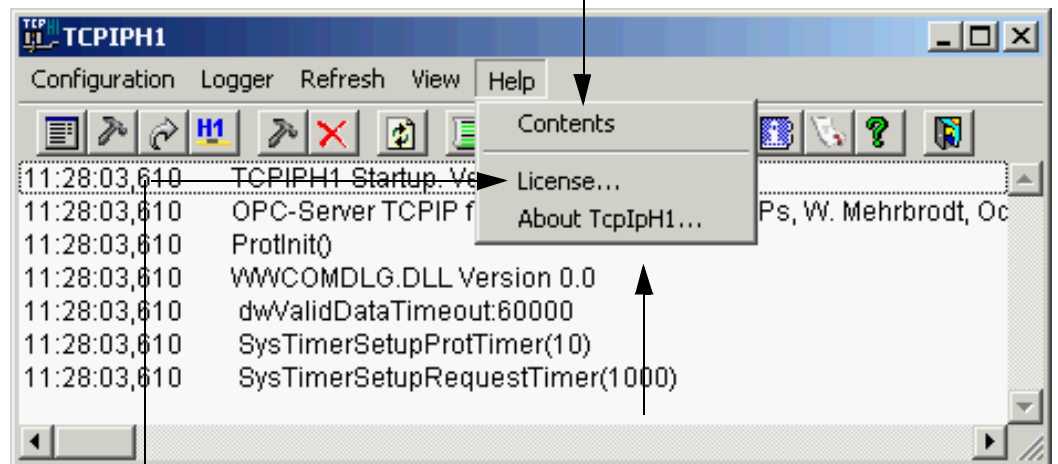 TCPIPH1
Configuration Logger Refresh View Help
H1
Contents
License...
About TcpIpH1...
11:28:03,610 TCPIPH1 Startup. Ve
11:28:03,610 OPC-Server TCPIP f Ps, W. Mehrbrodt, Oc
11:28:03,610 ProtInit()
11:28:03,610 WWCOMDLG.DLL Version 0.0
11:28:03,610 dwValidDataTimeout:60000
11:28:03,610 SysTimerSetupProtTimer(10)
11:28:03,610 SysTimerSetupRequestTimer(1000)